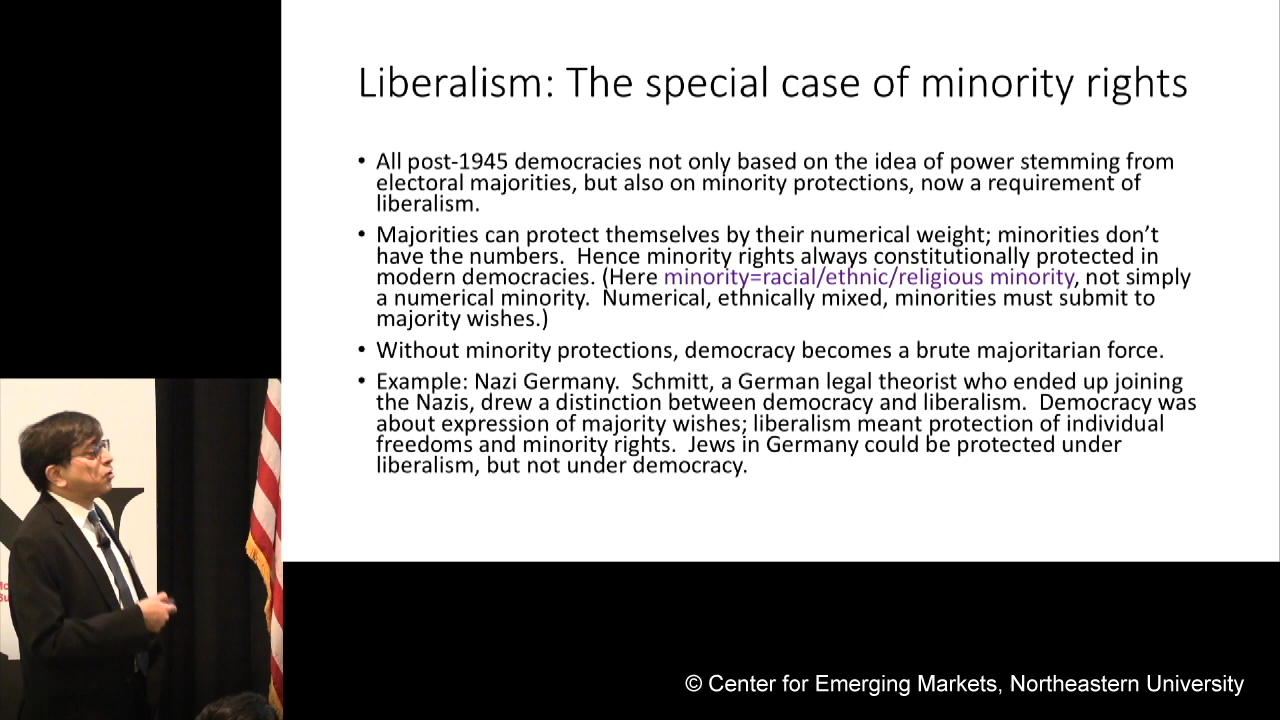 Liberalism: The special case of minority rights
• All post-1945 democracies not only based on the idea of power stemming from
electoral majorities, but also on minority protections, now a requirement of
liberalism.
• Majorities can protect themselves by their numerical weight; minorities don't
have the numbers.  Hence minority rights always constitutionally protected in
modern democracies. (Here minority=racial/ethnic/religious minority, not simply
a numerical minority.  Numerical, ethnically mixed, minorities must submit to
majority wishes.)
• Without minority protections, democracy becomes a brute majoritarian force.
• Example: Nazi Germany.  Schmitt, a German legal theorist who ended up joining
the Nazis, drew a distinction between democracy and liberalism.  Democracy was
about expression of majority wishes; liberalism meant protection of individual
freedoms and minority rights.  Jews in Germany could be protected under
liberalism, but not under democracy.
© Center for Emerging Markets, Northeastern University